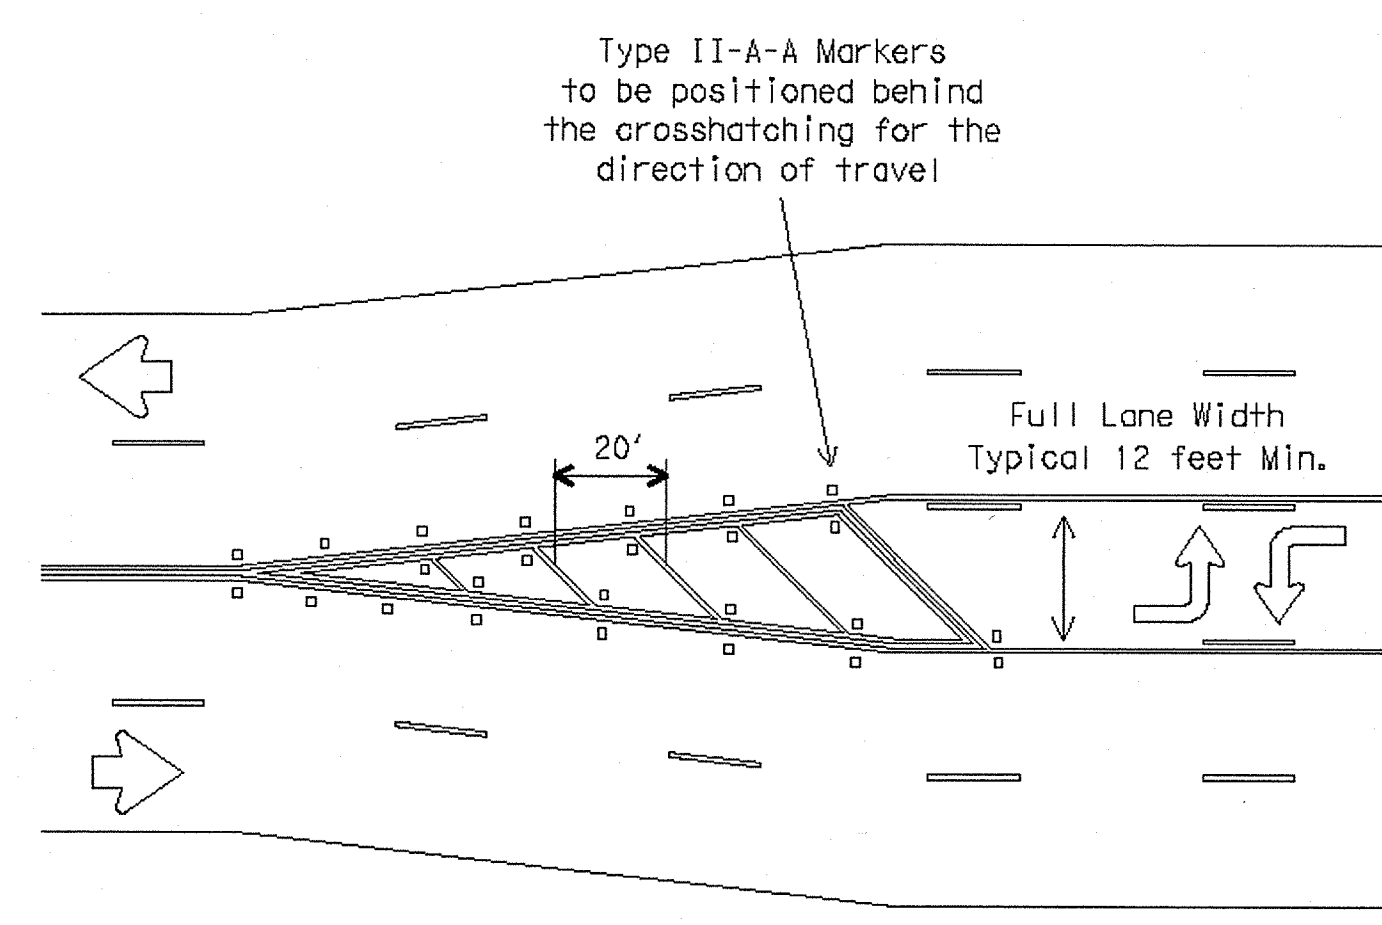 Type II-A-A Markers
to be positioned behind
the crosshatching for the
direction of travel
20'
Full Lane Width
Typical 12 feet Min.